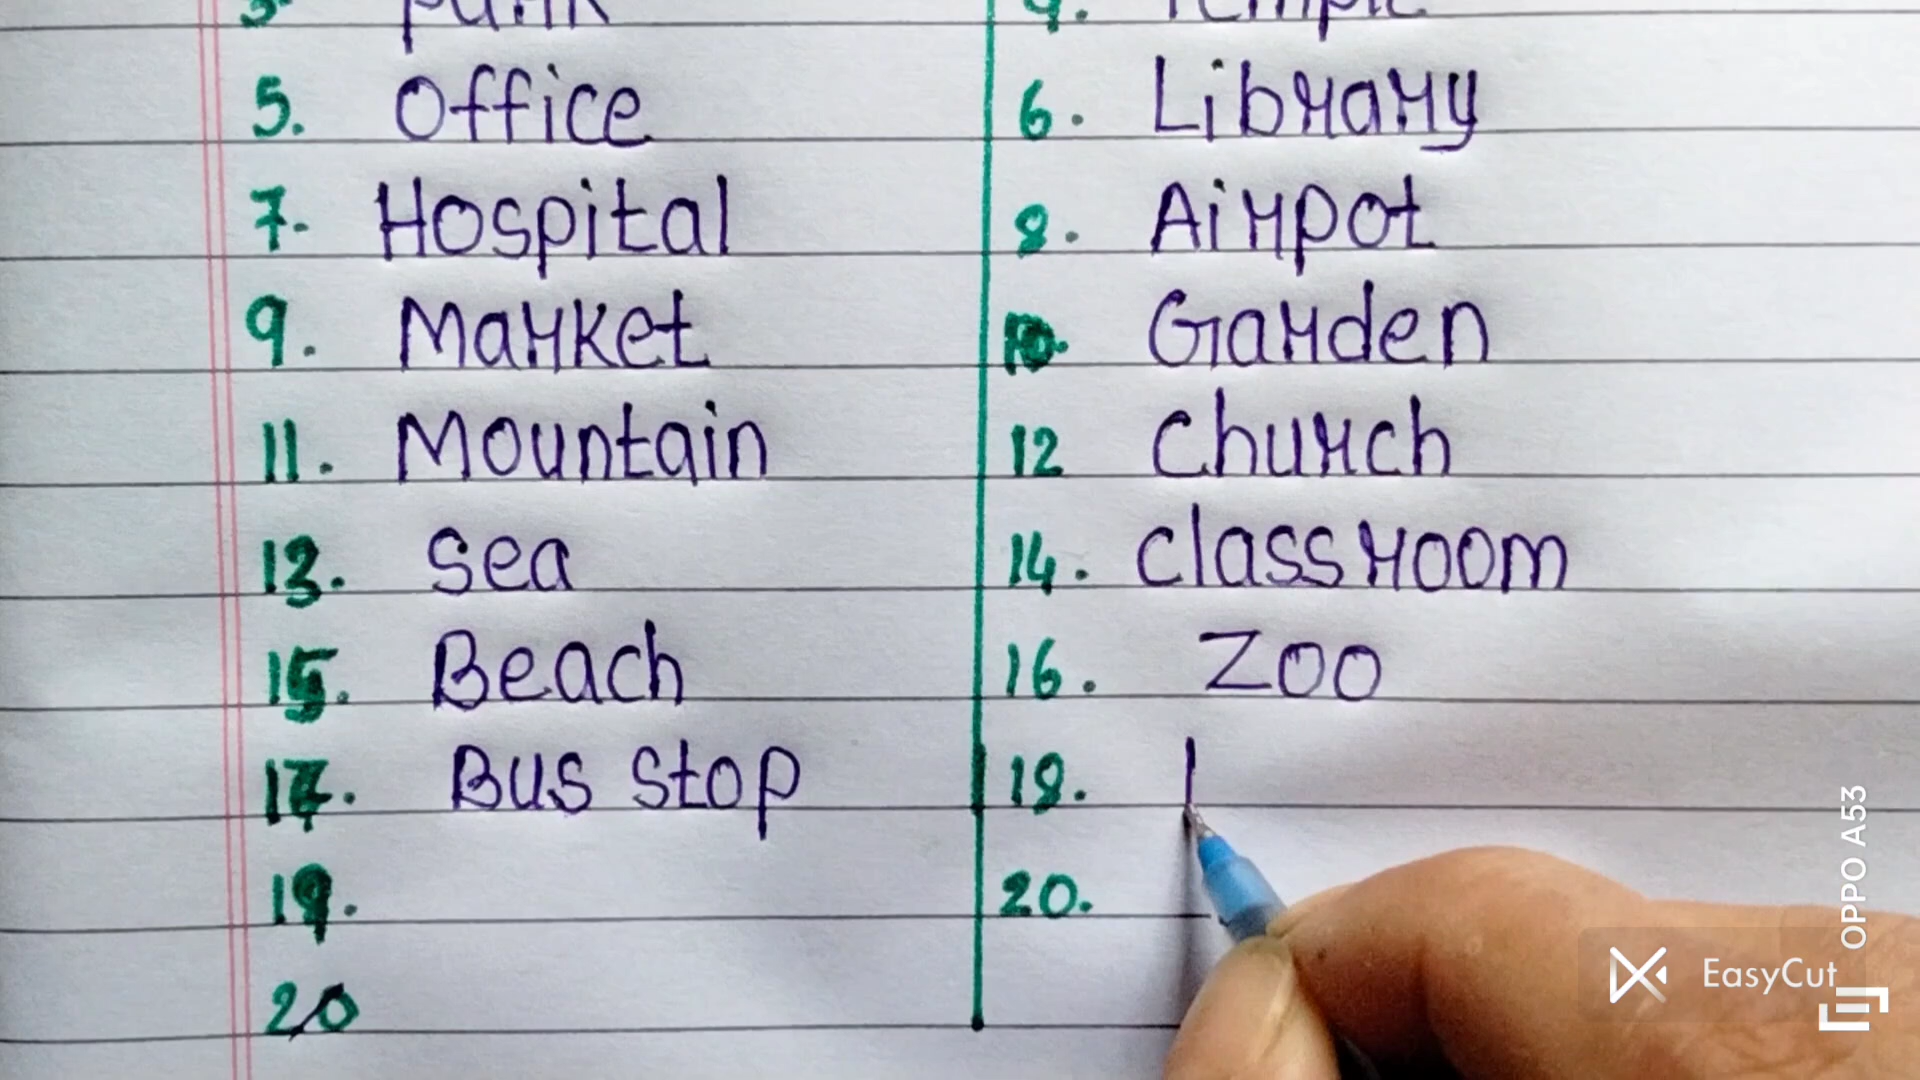 5. Office 6. Library
7. Hospital 8. Airpot
9. Market 10. Garden
11. Mountain 12 Church
13. Sea 14. Classroom
15. Beach 16. Zoo
17. Bus Stop 18.
19. 20.
20
OPPO A53
EasyCut